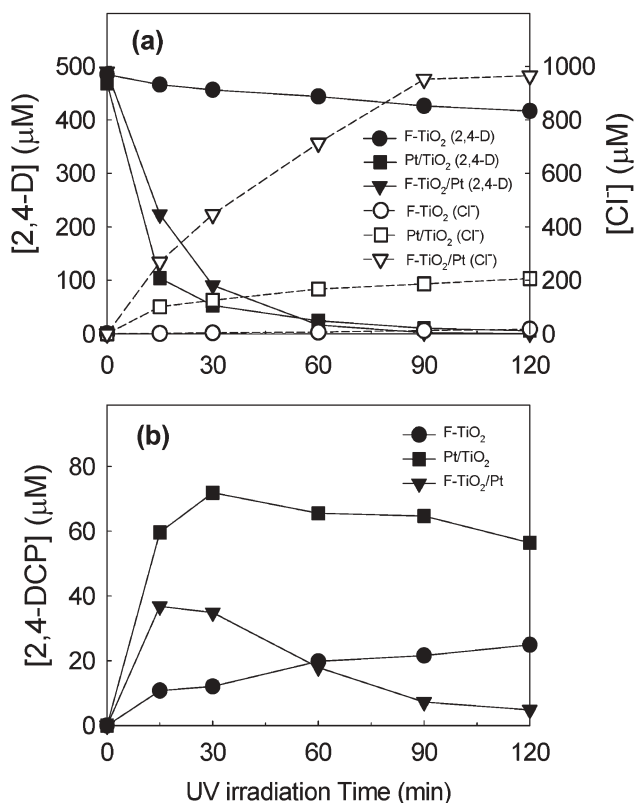 (a)
500
400
300
200
100
0
[2,4-D] (μM)
1000
800
600
400
200
0
[Cl⁻] (μM)
F-TiO₂ (2,4-D)
Pt/TiO₂ (2,4-D)
F-TiO₂/Pt (2,4-D)
F-TiO₂ (Cl⁻)
Pt/TiO₂ (Cl⁻)
F-TiO₂/Pt (Cl⁻)
0 30 60 90 120
(b)
80
60
40
20
0
[2,4-DCP] (μM)
F-TiO₂
Pt/TiO₂
F-TiO₂/Pt
0 30 60 90 120
UV irradiation Time (min)